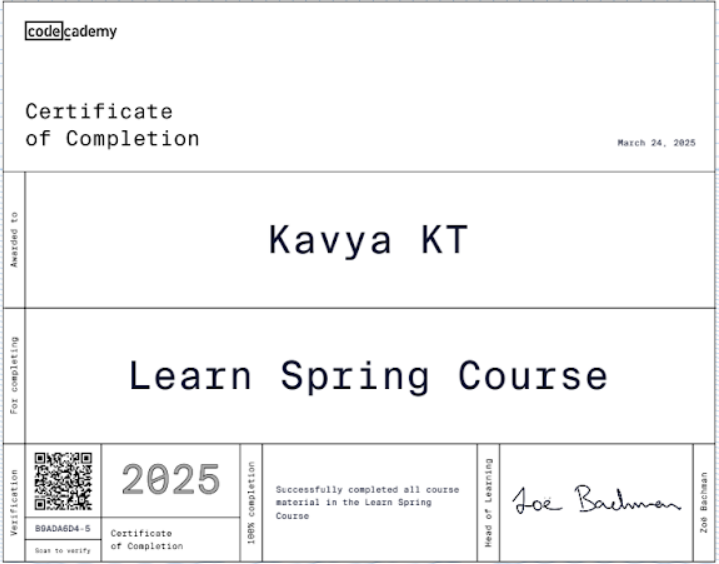 codecademy
Certificate
of Completion
March 24, 2025
Awarded to
Kavya KT
For completing
Learn Spring Course
Verification
B9ADA6D4-5
Scan to verify
2025
Certificate
of Completion
100% completion
Successfully completed all course
material in the Learn Spring
Course
Head of Learning
Zoë Bachman
Zoë Bachman